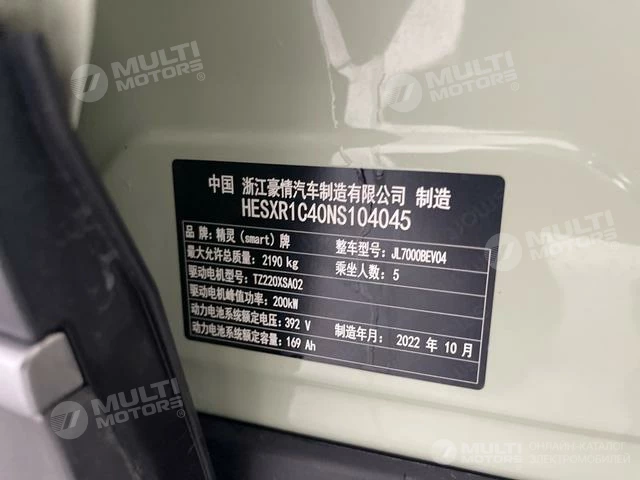 MULTI
MOTORS
MULTI
MOTORS
中国 浙江豪情汽车制造有限公司 制造
HESXR1C40NS104045
品 牌：精灵（smart）牌 整车型号：JL7000BEV04
最大允许总质量：2190 kg 乘坐人数：5
驱动电机型号：TZ220XSA02
驱动电机峰值功率：200kW
动力电池系统额定电压：392 V 制造年月：2022 年 10 月
动力电池系统额定容量：169 Ah
MULTI
MOTORS
MULTI
MOTORS
ОНЛАЙН-КАТАЛОГ
ЭЛЕКТРОМОБИЛЕЙ